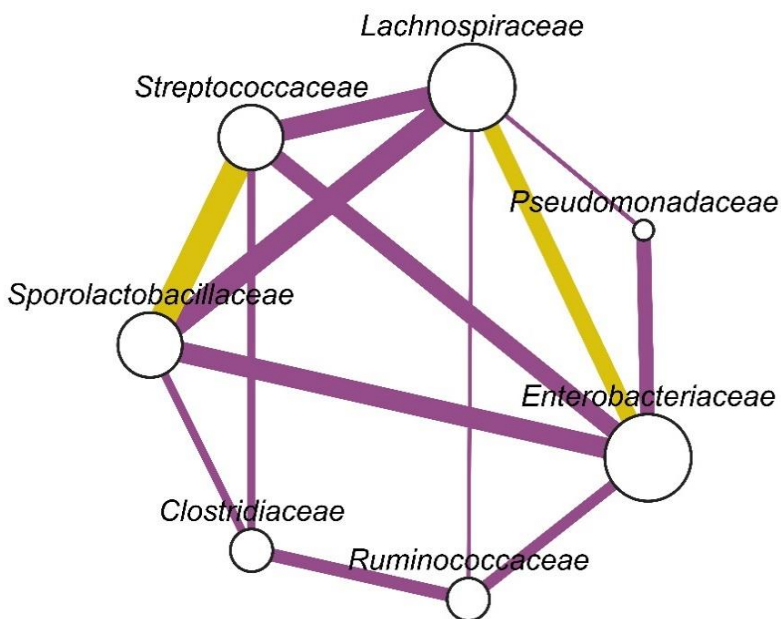 Lachnospiraceae
Streptococcaceae
Pseudomonadaceae
Sporolactobacillaceae
Enterobacteriaceae
Clostridiaceae
Ruminococcaceae